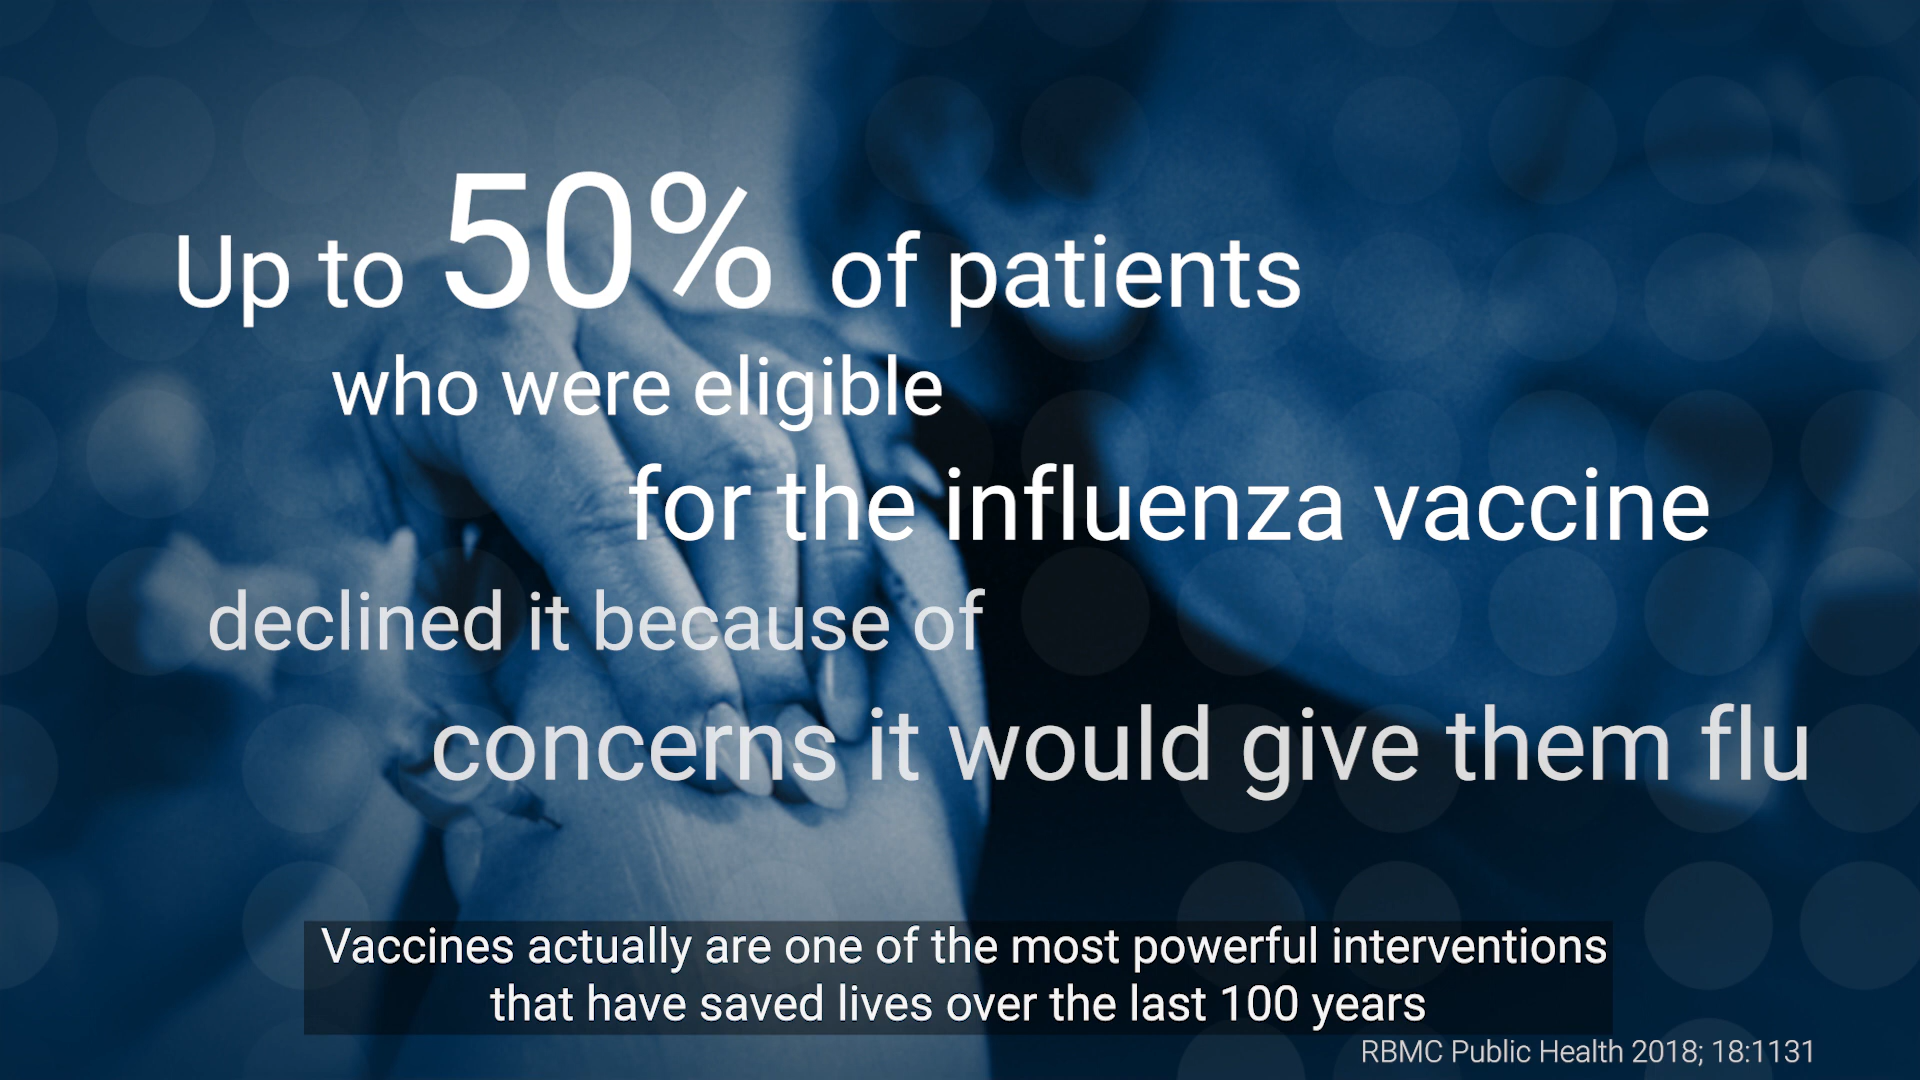 Up to 50% of patients
who were eligible
for the influenza vaccine
declined it because of
concerns it would give them flu
Vaccines actually are one of the most powerful interventions
that have saved lives over the last 100 years
RBMC Public Health 2018; 18:1131